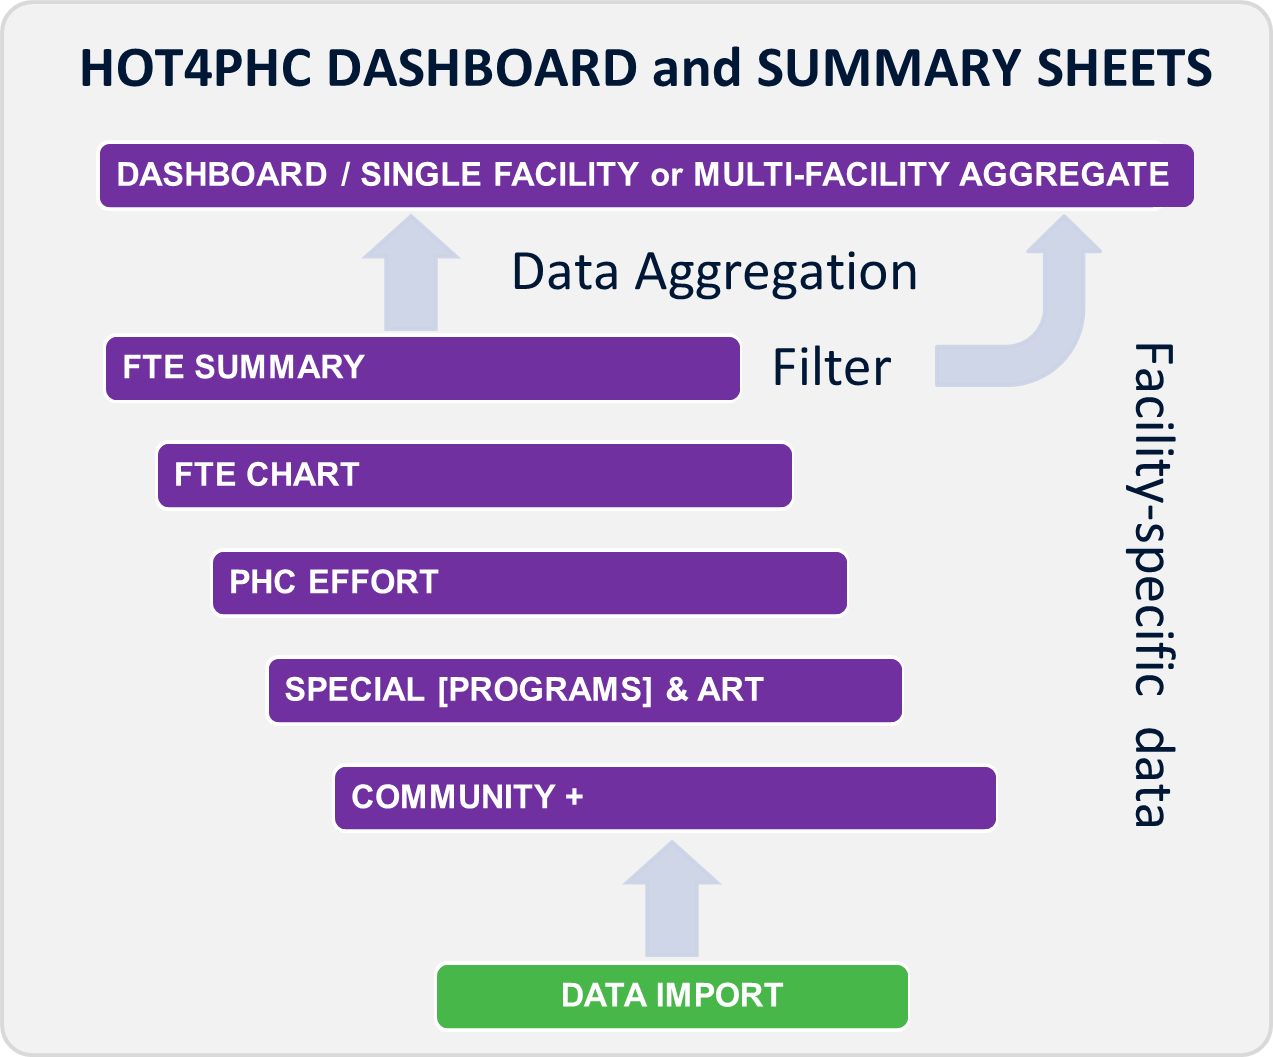 HOT4PHC DASHBOARD and SUMMARY SHEETS
DASHBOARD / SINGLE FACILITY or MULTI-FACILITY AGGREGATE
Data Aggregation
FTE SUMMARY
Filter
Facility-specific data
FTE CHART
PHC EFFORT
SPECIAL [PROGRAMS] & ART
COMMUNITY +
DATA IMPORT